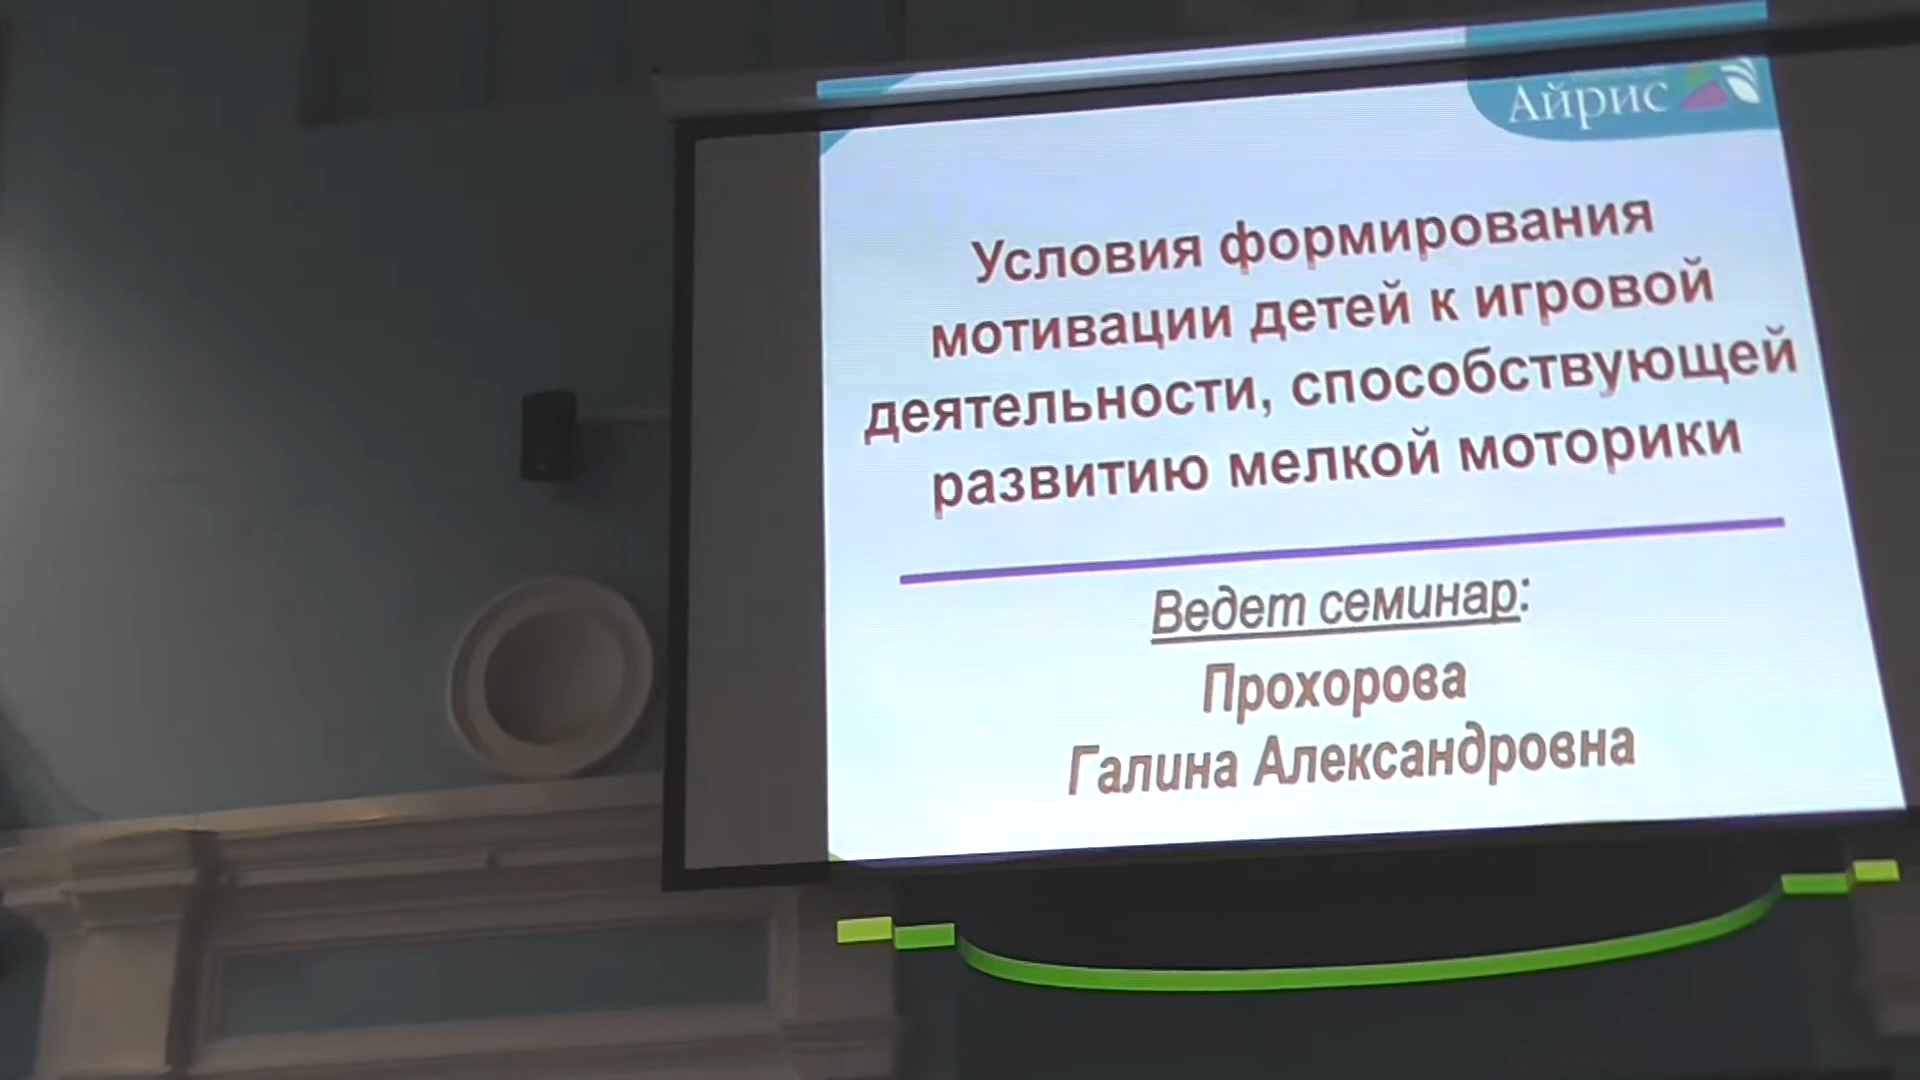 Айрис
Условия формирования
мотивации детей к игровой
деятельности, способствующей
развитию мелкой моторики
Ведет семинар:
Прохорова
Галина Александровна